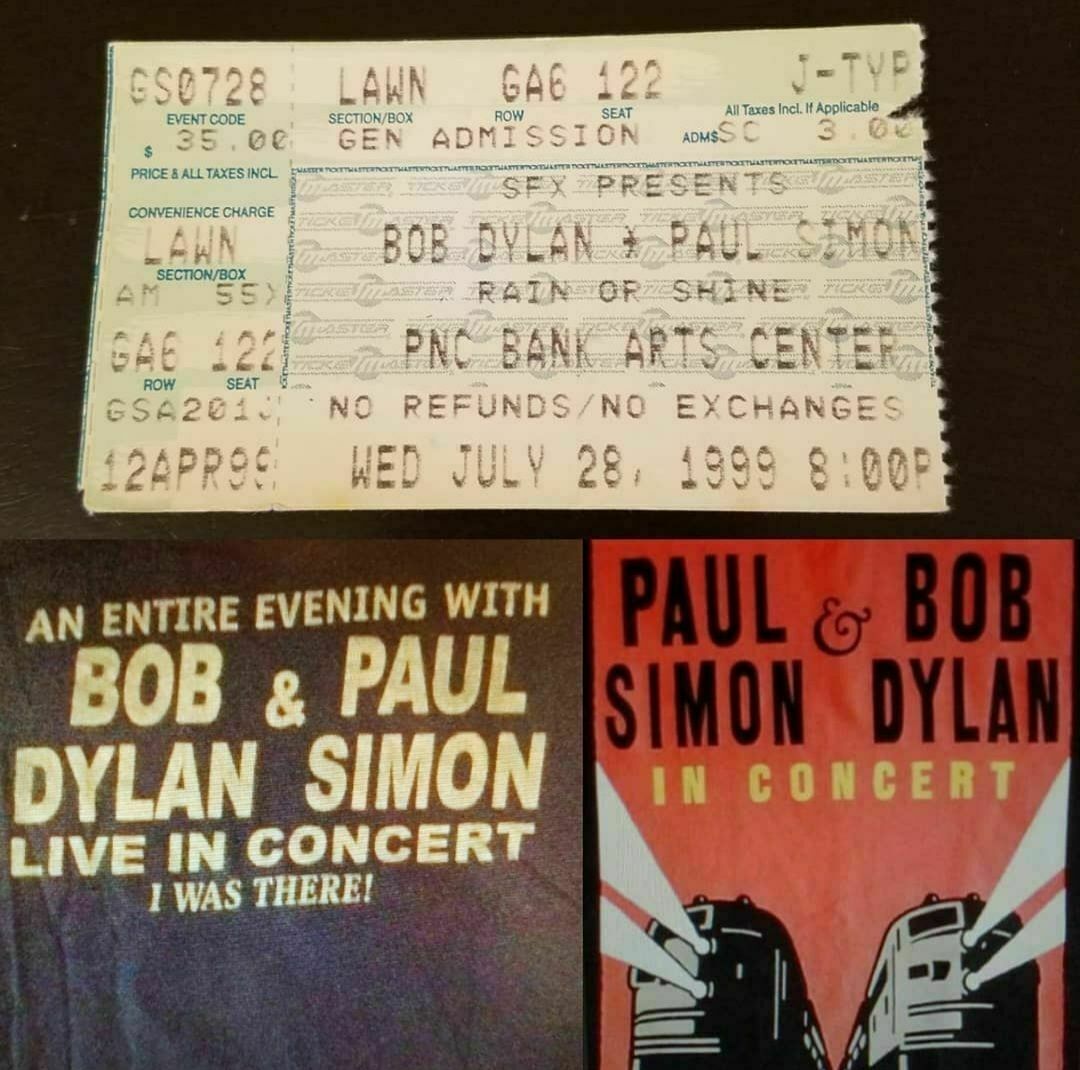 GS0728 LAWN GA6 122 J-TYP
EVENT CODE SECTION/BOX ROW SEAT All Taxes Incl. If Applicable
$ 35.00 GEN ADMISSION ADM$ SC 3.00
PRICE & ALL TAXES INCL.
SFX PRESENTS
CONVENIENCE CHARGE
LAWN BOB DYLAN * PAUL SIMON
SECTION/BOX
AM 55X RAIN OR SHINE
GA6 122 PNC BANK ARTS CENTER
ROW SEAT
GSA201J NO REFUNDS/NO EXCHANGES
12APR99 WED JULY 28, 1999 8:00P
AN ENTIRE EVENING WITH
BOB & PAUL
DYLAN SIMON
LIVE IN CONCERT
I WAS THERE!
PAUL & BOB
SIMON DYLAN
IN CONCERT